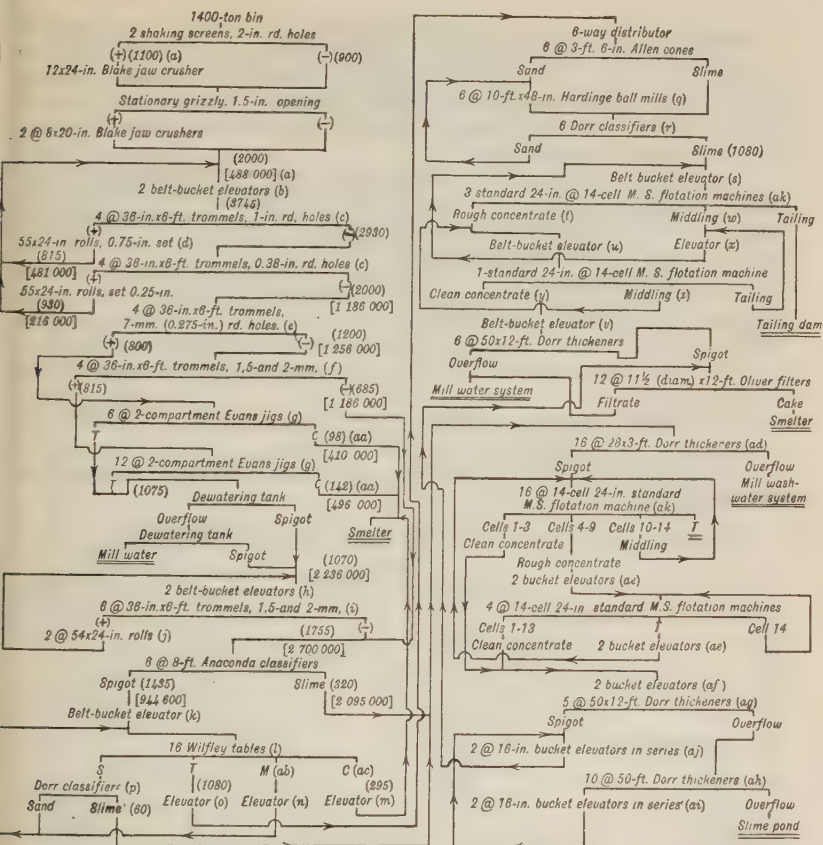 1400-ton bin
2 shaking screens, 2-in. rd. holes
(+) (1100) (a)
(-) (900)
12x24-in. Blake jaw crusher
Stationary grizzly, 1.5-in. opening
(+)
(-)
2 @ 8x20-in. Blake jaw crushers
(2000)
[488 000] (a)
2 belt-bucket elevators (b)
(3745)
4 @ 36-in.x6-ft. trommels, 1-in. rd, holes (c)
(+)
(-) (2930)
55x24-in rolls, 0.75-in. set (d)
(815)
[481 000]
4 @ 36-in.x6-ft. trommels, 0.38-in. rd. holes (c)
(+)
(-) (2000)
55x24-in. rolls, set 0.25-in.
(930)
[216 000]
[1 186 000]
4 @ 36-in.x6-ft. trommels,
7-mm. (0.275-in.) rd. holes. (e)
(+) (800)
(-)
(1200)
[1 256 000]
4 @ 36-in.x6-ft. trommels, 1,5-and 2-mm, (f)
(+) (815)
(-) (685)
[1 186 000]
6 @ 2-compartment Evans jigs (g)
T
C (98) (aa)
[410 000]
12 @ 2-compartment Evans jigs (g)
T (1075)
C (142) (aa)
[496 000]
Dewatering tank
Overflow
Spigot
Smelter
Dewatering tank
Mill water
Spigot
(1070)
[2 236 000]
2 belt-bucket elevators (h)
6 @ 36-in.x6-ft. trommels, 1,5-and 2-mm, (i)
(+)
(-)
2 @ 54x24-in. rolls (j)
(1755)
[2 700 000]
6 @ 8-ft. Anaconda classifiers
Spigot (1435)
Slime (320)
[944 600]
[2 095 000]
Belt-bucket elevator (k)
16 Wilfley tables (l)
S
T
M (ab)
C (ac)
Dorr classifiers (p)
(1080)
(295)
Sand
Slime (60)
Elevator (o)
Elevator (n)
Elevator (m)
6-way distributor
6 @ 3-ft. 6-in. Allen cones
Sand
Slime
6 @ 10-ft.x48-in. Hardinge ball mills (q)
6 Dorr classifiers (r)
Sand
Slime (1080)
Belt bucket elevator (s)
3 standard 24-in. @ 14-cell M. S. flotation machines (ak)
Rough concentrate (t)
Middling (w)
Tailing
Belt-bucket elevator (u)
Elevator (x)
1-standard 24-in. @ 14-cell M. S. flotation machine
Clean concentrate (y)
Middling (z)
Tailing
Belt-bucket elevator (v)
Tailing dam
6 @ 50x12-ft. Dorr thickeners
Overflow
Spigot
Mill water system
12 @ 11½ (diam.) x12-ft. Oliver filters
Filtrate
Cake
Smelter
16 @ 28x3-ft. Dorr thickeners (ad)
Spigot
Overflow
Mill wash-
water system
16 @ 14-cell 24-in. standard
M.S. flotation machine (ak)
Cells 1-3
Cells 4-9
Cells 10-14
T
Clean concentrate
Middling
Rough concentrate
2 bucket elevators (ae)
4 @ 14-cell 24-in standard M.S. flotation machines
Cells 1-13
T
Cell 14
Clean concentrate
2 bucket elevators (ae)
2 bucket elevators (af)
5 @ 50x12-ft. Dorr thickeners (ag)
Spigot
Overflow
2 @ 16-in. bucket elevators in series (aj)
10 @ 50-ft. Dorr thickeners (ah)
2 @ 16-in. bucket elevators in series (ai)
Overflow
Slime pond